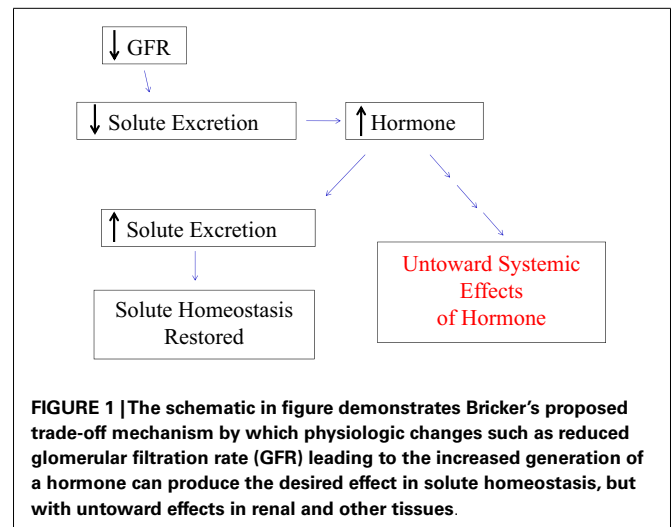 ↓ GFR
↓ Solute Excretion
↑ Hormone
↑ Solute Excretion
Solute Homeostasis
Restored
Untoward Systemic
Effects
of Hormone
FIGURE 1 | The schematic in figure demonstrates Bricker's proposed
trade-off mechanism by which physiologic changes such as reduced
glomerular filtration rate (GFR) leading to the increased generation of
a hormone can produce the desired effect in solute homeostasis, but
with untoward effects in renal and other tissues.